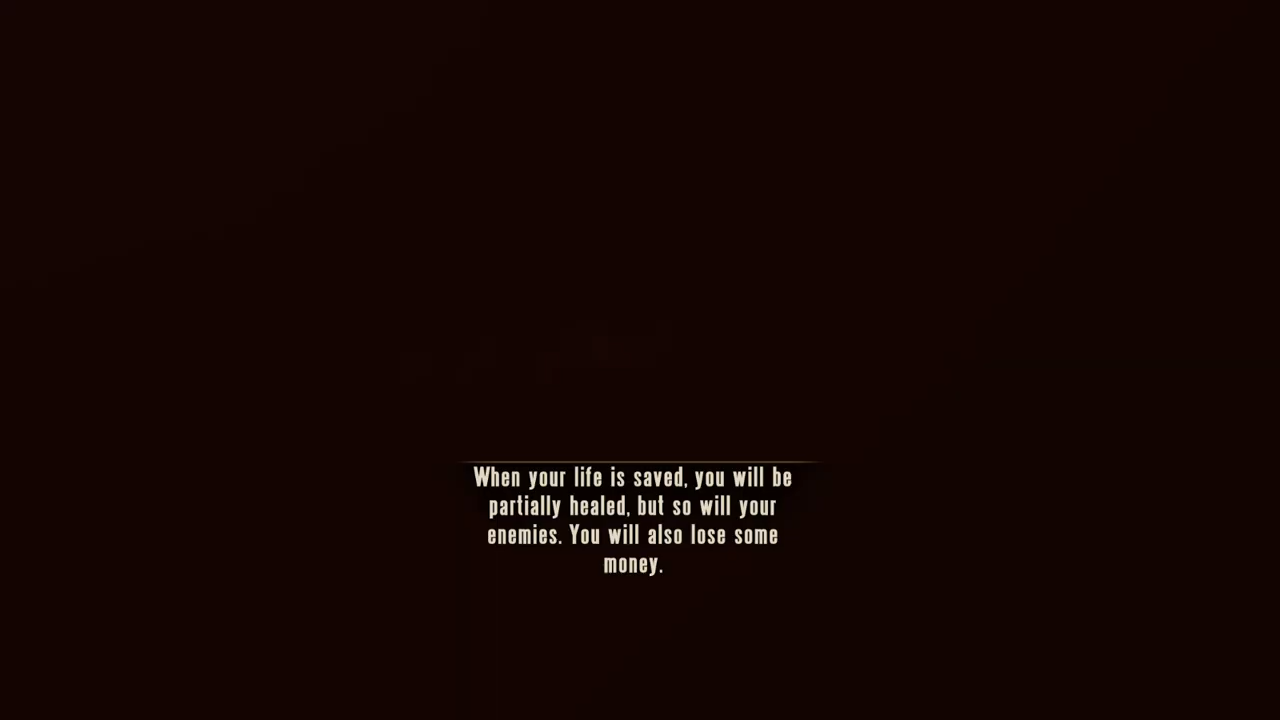 When your life is saved, you will be
partially healed, but so will your
enemies. You will also lose some
money.